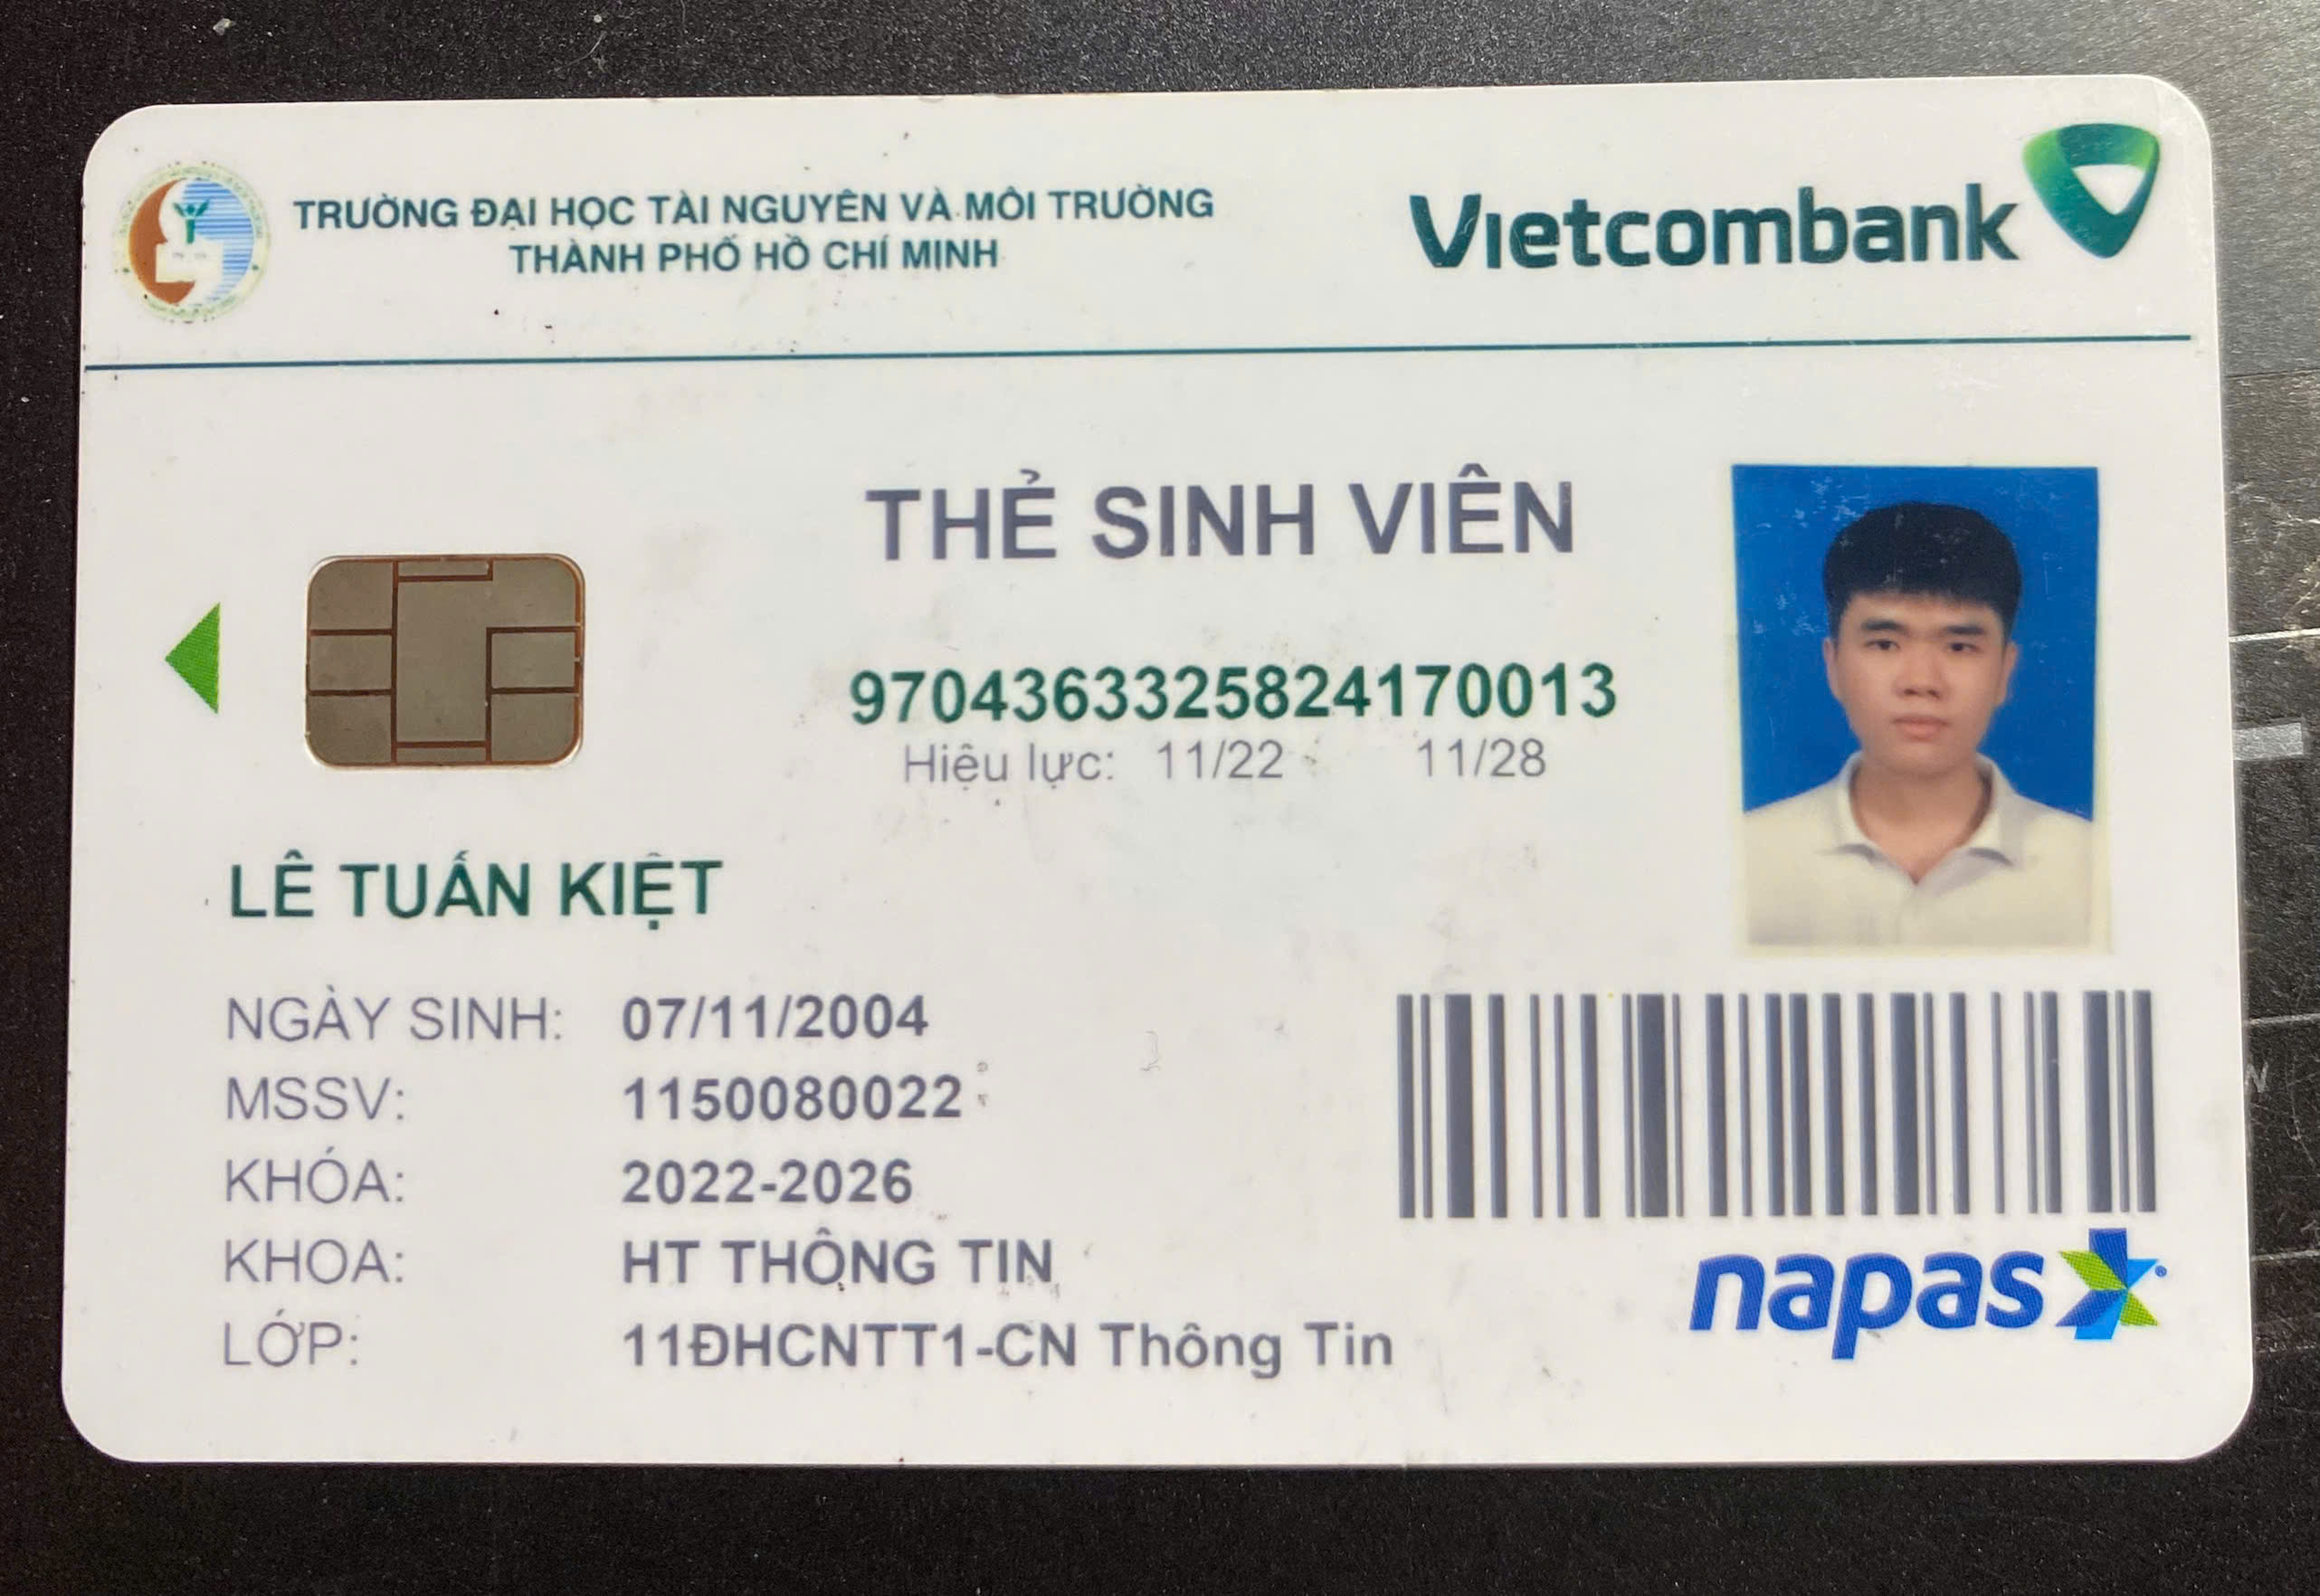 TRƯỜNG ĐẠI HỌC TÀI NGUYÊN VÀ MÔI TRƯỜNG
THÀNH PHỐ HỒ CHÍ MINH
Vietcombank
THẺ SINH VIÊN
9704363325824170013
Hiệu lực: 11/22 11/28
LÊ TUẤN KIỆT
NGÀY SINH: 07/11/2004
MSSV: 1150080022
KHÓA: 2022-2026
KHOA: HT THÔNG TIN
LỚP: 11ĐHCNTT1-CN Thông Tin
napas